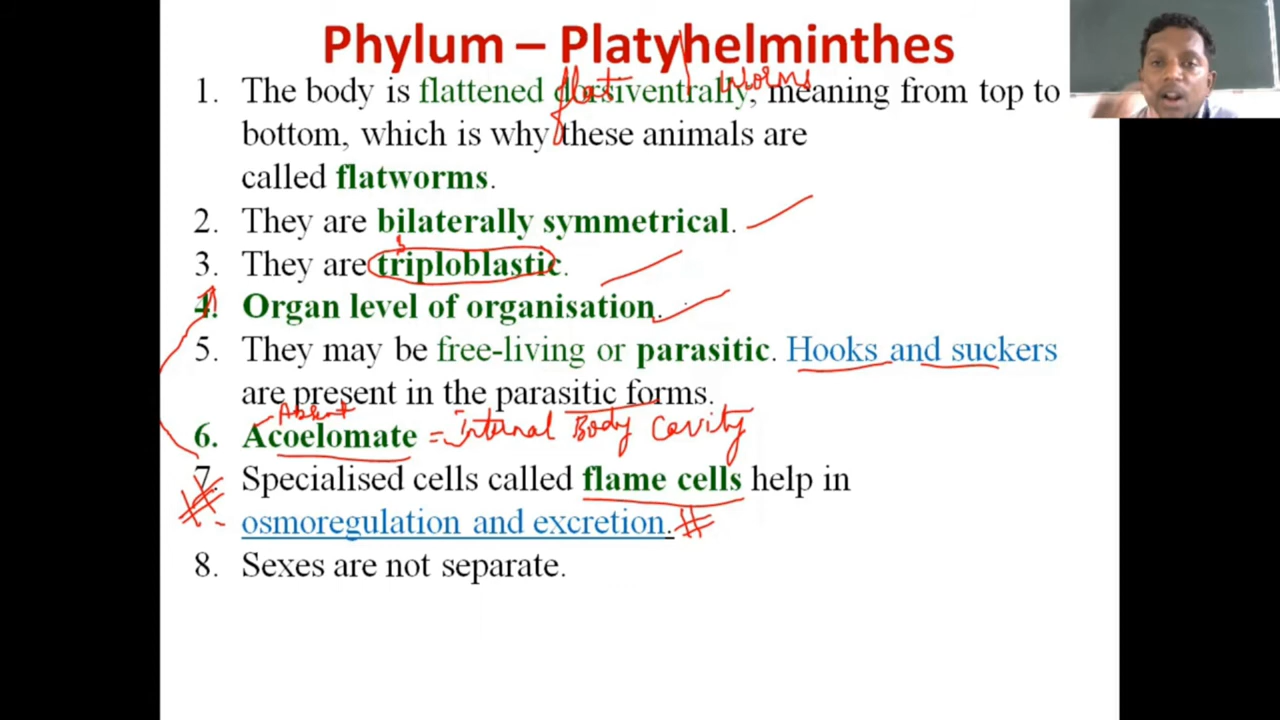 Phylum – Platyhelminthes
flat worms
1. The body is flattened dorsiventrally, meaning from top to
bottom, which is why these animals are
called flatworms.
2. They are bilaterally symmetrical.
3. They are triploblastic.
4. Organ level of organisation.
5. They may be free-living or parasitic. Hooks and suckers
are present in the parasitic forms.
Absent
6. Acoelomate = Internal Body Cavity
7. Specialised cells called flame cells help in
osmoregulation and excretion.
8. Sexes are not separate.